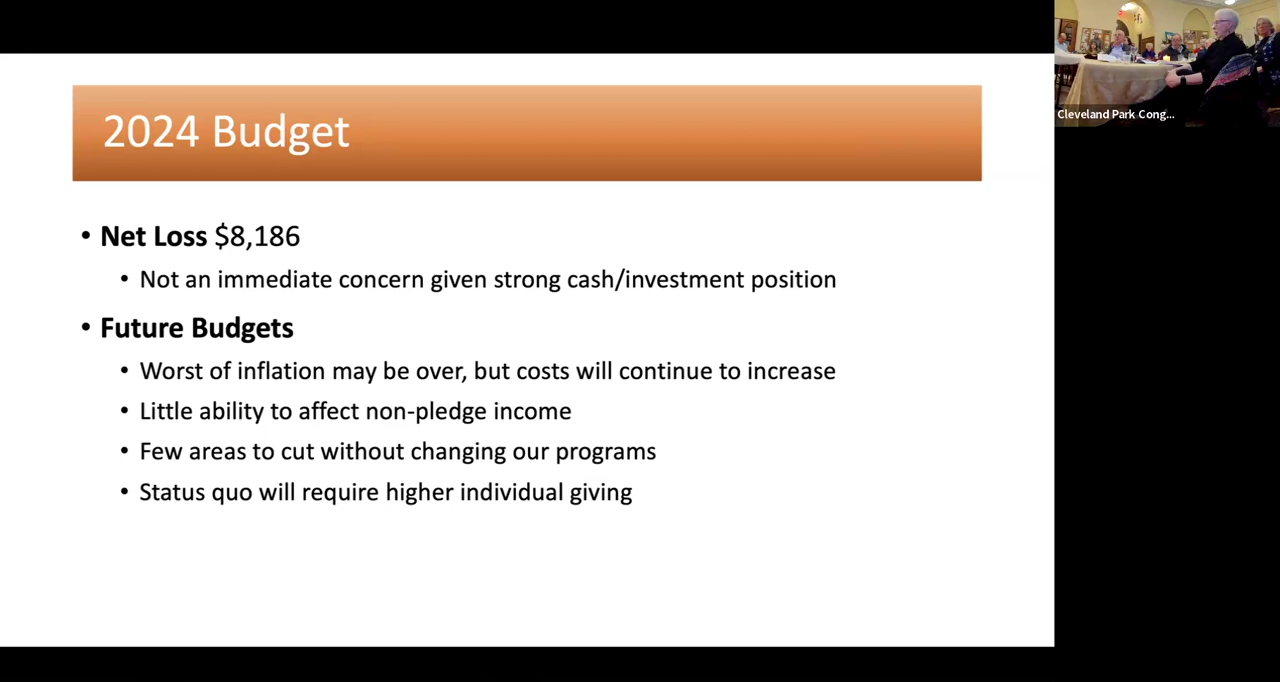 2024 Budget
• Net Loss $8,186
• Not an immediate concern given strong cash/investment position
• Future Budgets
• Worst of inflation may be over, but costs will continue to increase
• Little ability to affect non-pledge income
• Few areas to cut without changing our programs
• Status quo will require higher individual giving
Cleveland Park Cong...